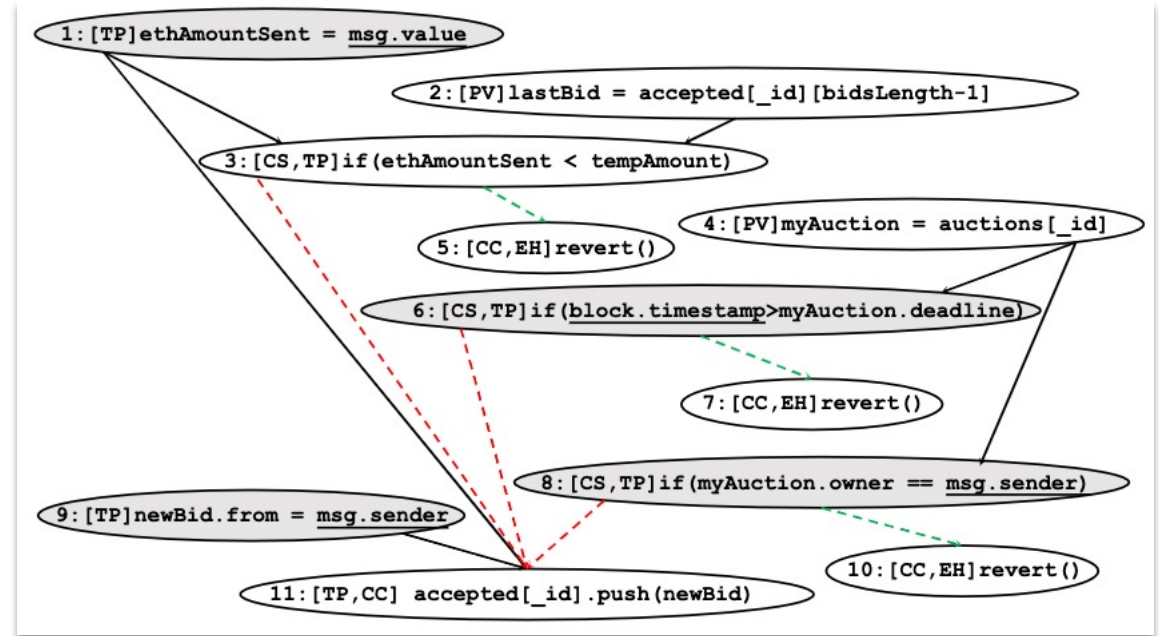 1:[TP]ethAmountSent = msg.value
2:[PV]lastBid = accepted[_id][bidsLength-1]
3:[CS,TP]if(ethAmountSent < tempAmount)
4:[PV]myAuction = auctions[_id]
5:[CC,EH]revert()
6:[CS,TP]if(block.timestamp>myAuction.deadline)
7:[CC,EH]revert()
8:[CS,TP]if(myAuction.owner == msg.sender)
9:[TP]newBid.from = msg.sender
10:[CC,EH]revert()
11:[TP,CC] accepted[_id].push(newBid)